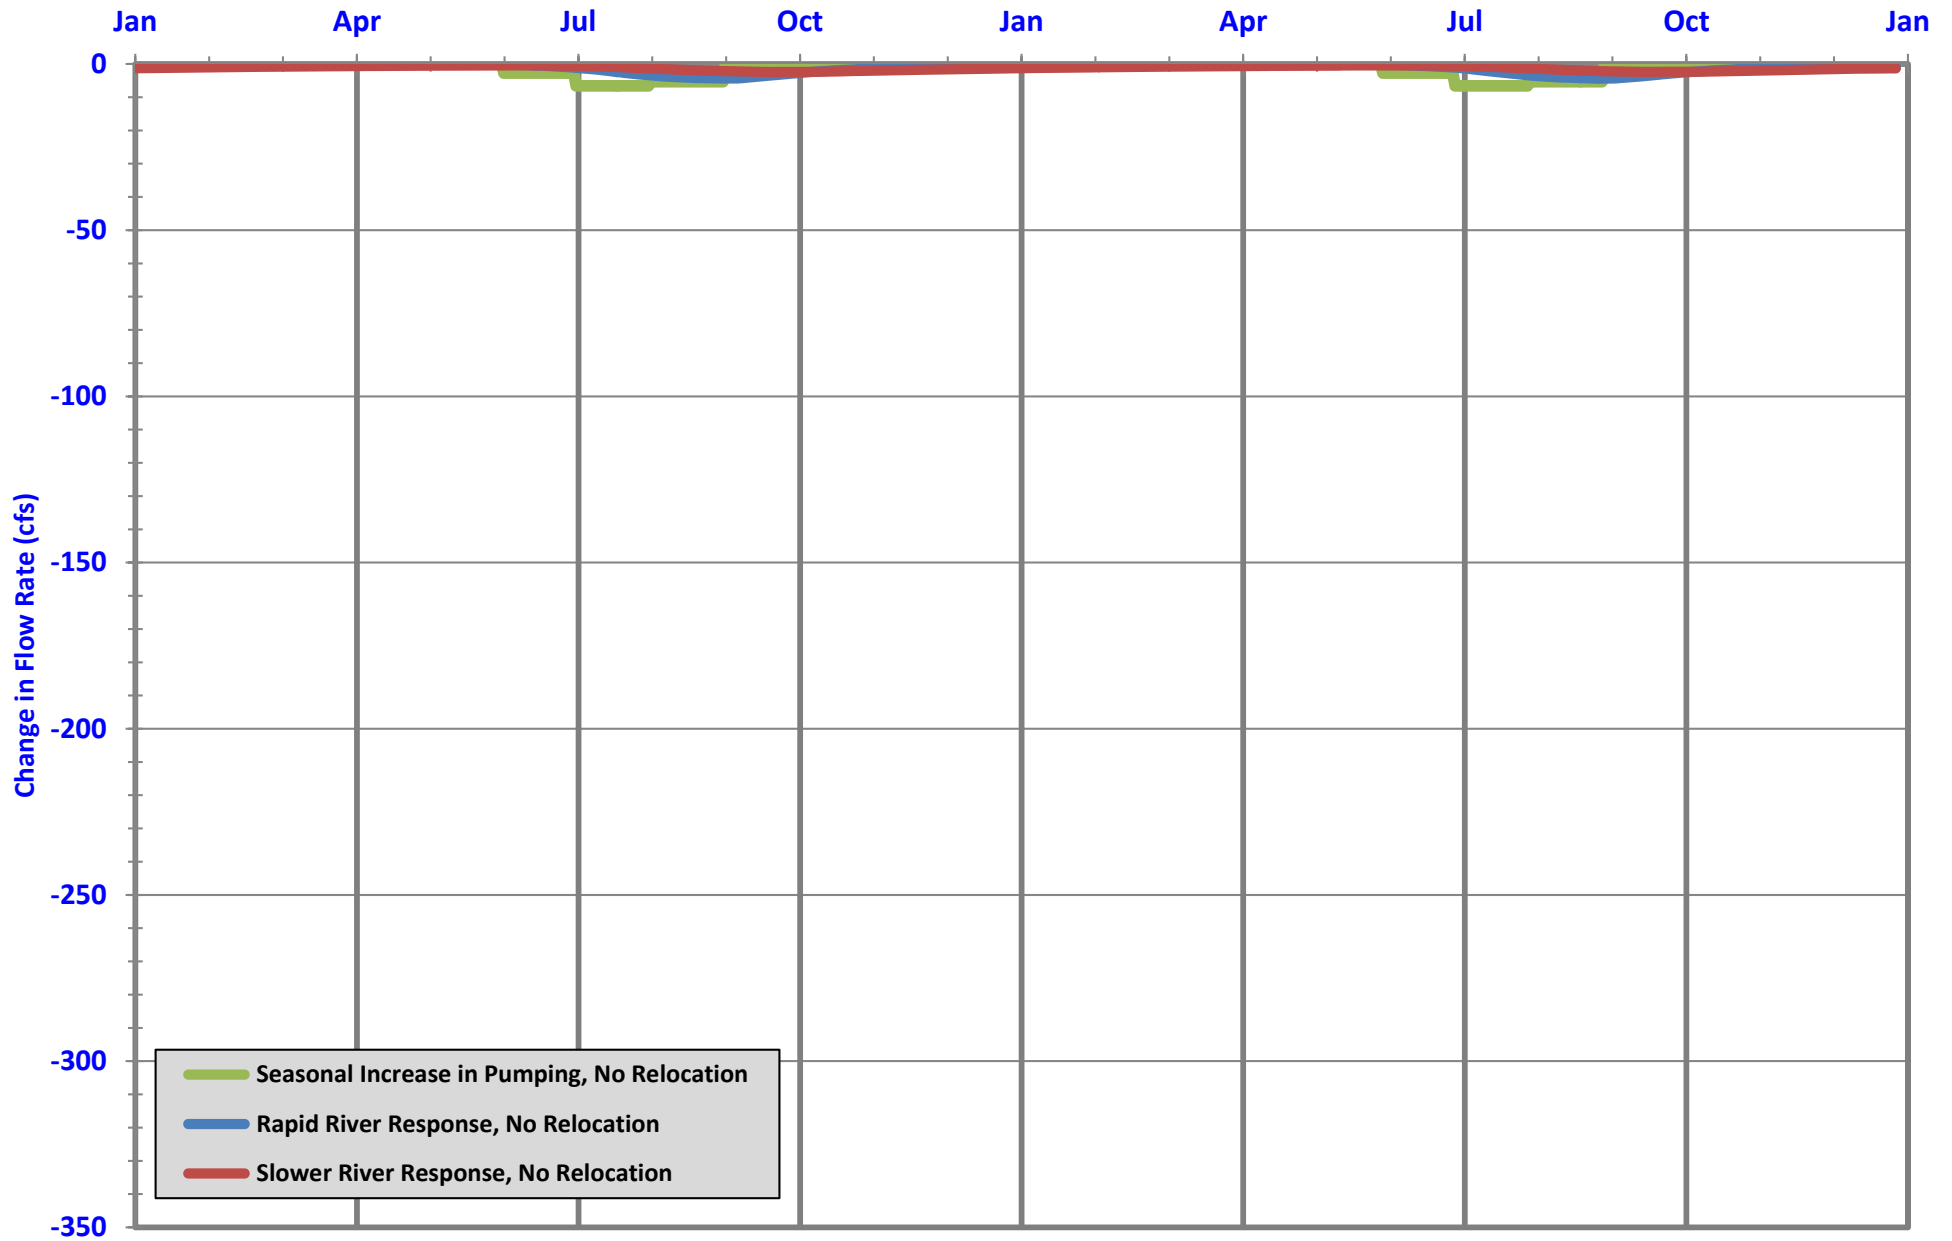 Jan Apr Jul Oct Jan Apr Jul Oct Jan
0
-50
-100
-150
-200
-250
-300
-350
Change in Flow Rate (cfs)
Seasonal Increase in Pumping, No Relocation
Rapid River Response, No Relocation
Slower River Response, No Relocation